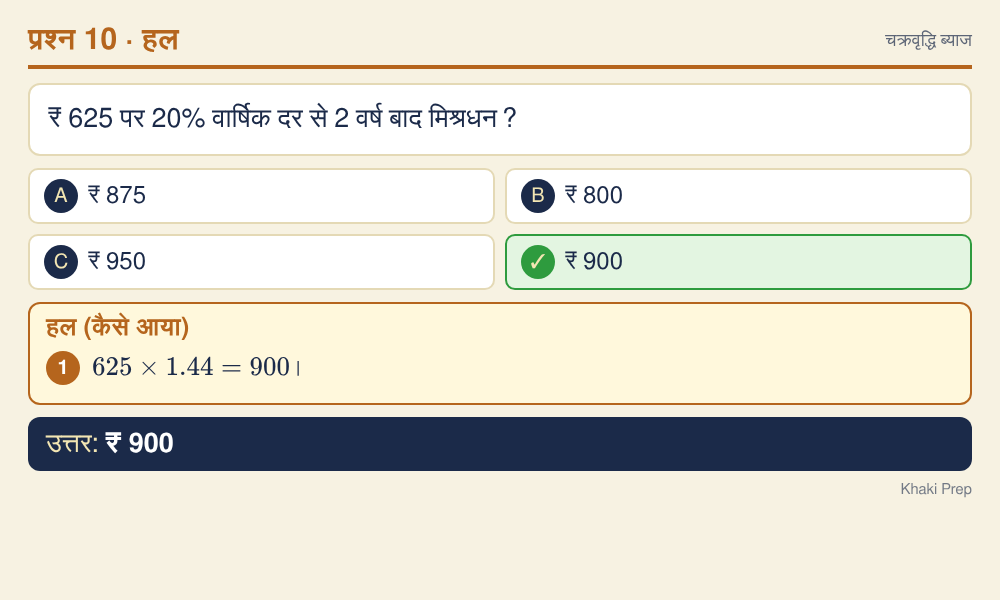 प्रश्न 10 · हल
चक्रवृद्धि ब्याज
₹ 625 पर 20% वार्षिक दर से 2 वर्ष बाद मिश्रधन ?
A ₹ 875
B ₹ 800
C ₹ 950
✓ ₹ 900
हल (कैसे आया)
1 625 × 1.44 = 900।
उत्तर: ₹ 900
Khaki Prep